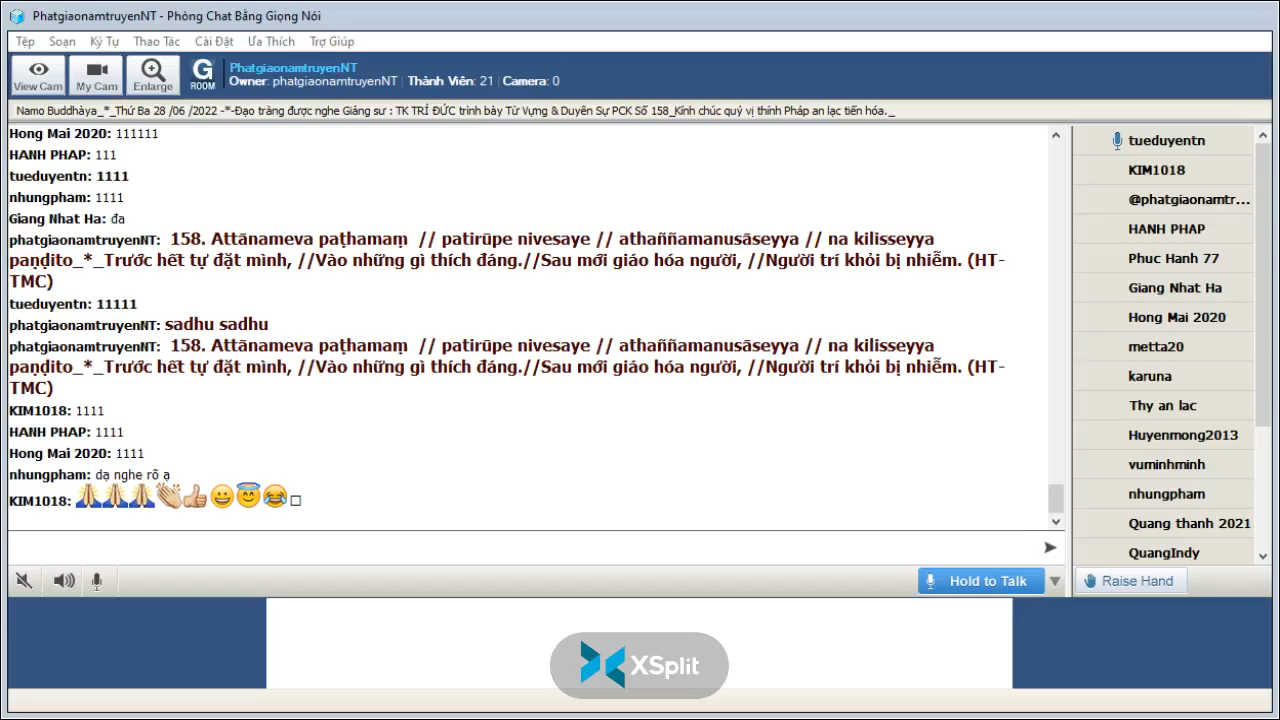 PhatgiaonamtruyenNT - Phòng Chat Bằng Giọng Nói
Tệp Soạn Ký Tự Thao Tác Cài Đặt Ưa Thích Trợ Giúp
View Cam My Cam Enlarge G ROOM
PhatgiaonamtruyenNT
Owner: phatgiaonamtruyenNT | Thành Viên: 21 | Camera: 0
Namo Buddhàya_*_Thứ Ba 28 /06 /2022 -*-Đạo tràng được nghe Giảng sư : TK TRÍ ĐỨC trình bày Từ Vựng & Duyên Sự PCK Số 158_Kính chúc quý vị thính Pháp an lạc tiến hóa._
Hong Mai 2020: 111111
HANH PHAP: 111
tueduyentn: 1111
nhungpham: 1111
Giang Nhat Ha: đa
phatgiaonamtruyenNT: 158. Attānameva paṭhamaṃ // patirūpe nivesaye // athaññamanusāseyya // na kilisseyya
paṇḍito_*_Trước hết tự đặt mình, //Vào những gì thích đáng.//Sau mới giáo hóa người, //Người trí khỏi bị nhiễm. (HT-
TMC)
tueduyentn: 11111
phatgiaonamtruyenNT: sadhu sadhu
phatgiaonamtruyenNT: 158. Attānameva paṭhamaṃ // patirūpe nivesaye // athaññamanusāseyya // na kilisseyya
paṇḍito_*_Trước hết tự đặt mình, //Vào những gì thích đáng.//Sau mới giáo hóa người, //Người trí khỏi bị nhiễm. (HT-
TMC)
KIM1018: 1111
HANH PHAP: 1111
Hong Mai 2020: 1111
nhungpham: dạ nghe rõ ạ
KIM1018:
tueduyentn
KIM1018
@phatgiaonamtr...
HANH PHAP
Phuc Hanh 77
Giang Nhat Ha
Hong Mai 2020
metta20
karuna
Thy an lac
Huyenmong2013
vuminhminh
nhungpham
Quang thanh 2021
QuangIndy
Hold to Talk
Raise Hand
XSplit